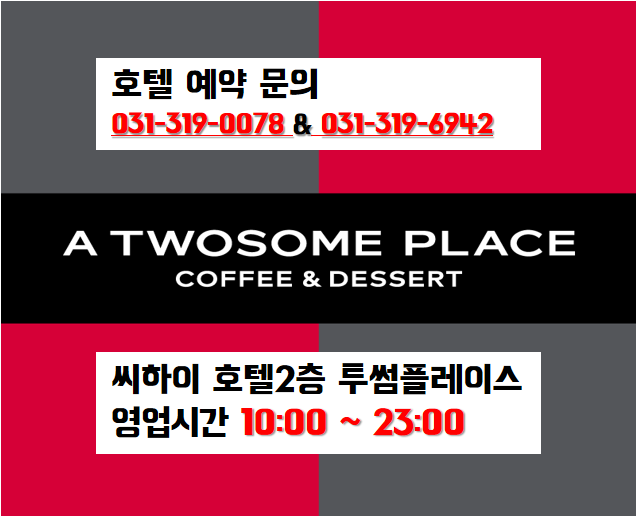 호텔 예약 문의
031-319-0078 & 031-319-6942
A TWOSOME PLACE
COFFEE & DESSERT
씨하이 호텔2층 투썸플레이스
영업시간 10:00 ~ 23:00